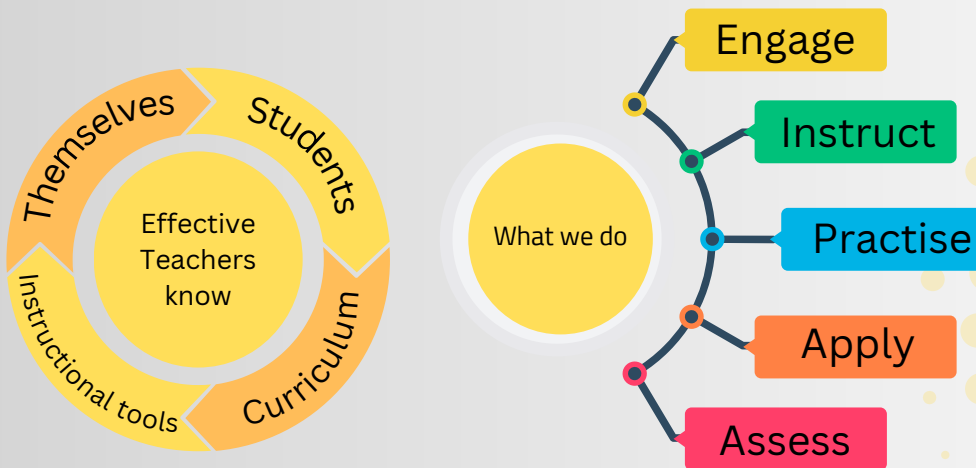 Themselves
Students
Curriculum
Instructional tools
Effective
Teachers
know
What we do
Engage
Instruct
Practise
Apply
Assess